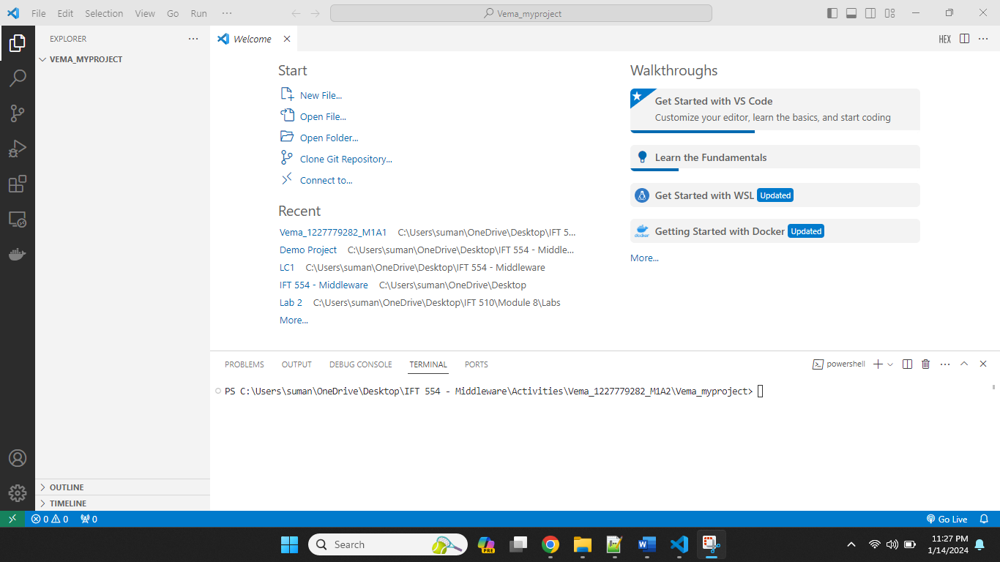 File Edit Selection View Go Run ··· Vema_myproject
EXPLORER ···
Welcome
HEX ···
VEMA_MYPROJECT
Start
New File...
Open File...
Open Folder...
Clone Git Repository...
Connect to...
Recent
Vema_1227779282_M1A1 C:\Users\suman\OneDrive\Desktop\IFT 5...
Demo Project C:\Users\suman\OneDrive\Desktop\IFT 554 - Middle...
LC1 C:\Users\suman\OneDrive\Desktop\IFT 554 - Middleware
IFT 554 - Middleware C:\Users\suman\OneDrive\Desktop
Lab 2 C:\Users\suman\OneDrive\Desktop\IFT 510\Module 8\Labs
More...
Walkthroughs
Get Started with VS Code
Customize your editor, learn the basics, and start coding
Learn the Fundamentals
Get Started with WSL Updated
docker Getting Started with Docker Updated
More...
PROBLEMS OUTPUT DEBUG CONSOLE TERMINAL PORTS powershell ···
PS C:\Users\suman\OneDrive\Desktop\IFT 554 - Middleware\Activities\Vema_1227779282_M1A2\Vema_myproject>
OUTLINE
TIMELINE
0 0 0 Go Live
Search
PRE
11:27 PM
1/14/2024